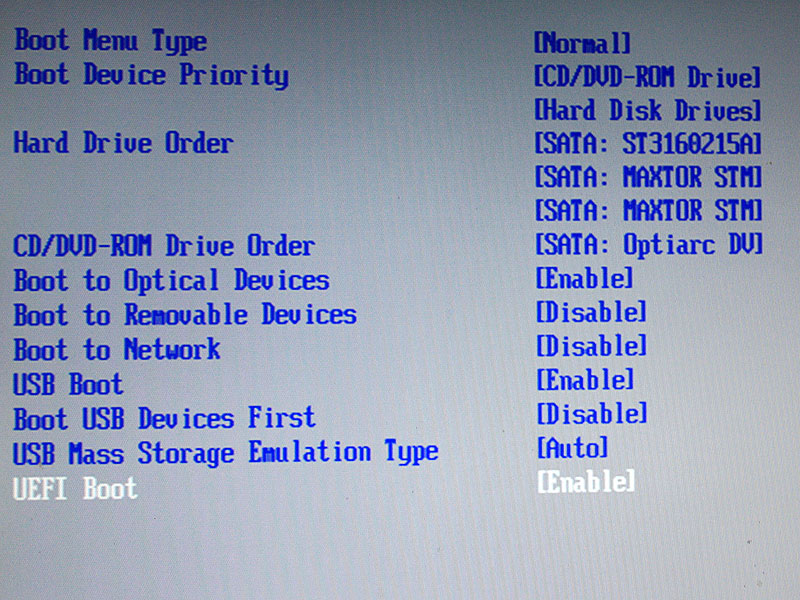 Boot Menu Type [Normal]
Boot Device Priority [CD/DVD-ROM Drive]
[Hard Disk Drives]
Hard Drive Order [SATA: ST3160215A]
[SATA: MAXTOR STM]
[SATA: MAXTOR STM]
CD/DVD-ROM Drive Order [SATA: Optiarc DV]
Boot to Optical Devices [Enable]
Boot to Removable Devices [Disable]
Boot to Network [Disable]
USB Boot [Enable]
Boot USB Devices First [Disable]
USB Mass Storage Emulation Type [Auto]
UEFI Boot [Enable]